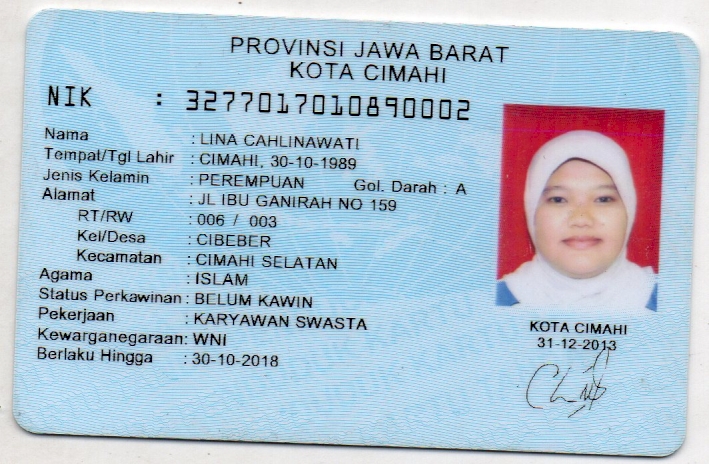 PROVINSI JAWA BARAT
KOTA CIMAHI
NIK : 3277017010890002
Nama : LINA CAHLINAWATI
Tempat/Tgl Lahir : CIMAHI, 30-10-1989
Jenis Kelamin : PEREMPUAN Gol. Darah : A
Alamat : JL IBU GANIRAH NO 159
RT/RW : 006 / 003
Kel/Desa : CIBEBER
Kecamatan : CIMAHI SELATAN
Agama : ISLAM
Status Perkawinan : BELUM KAWIN
Pekerjaan : KARYAWAN SWASTA
Kewarganegaraan: WNI
Berlaku Hingga : 30-10-2018
KOTA CIMAHI
31-12-2013